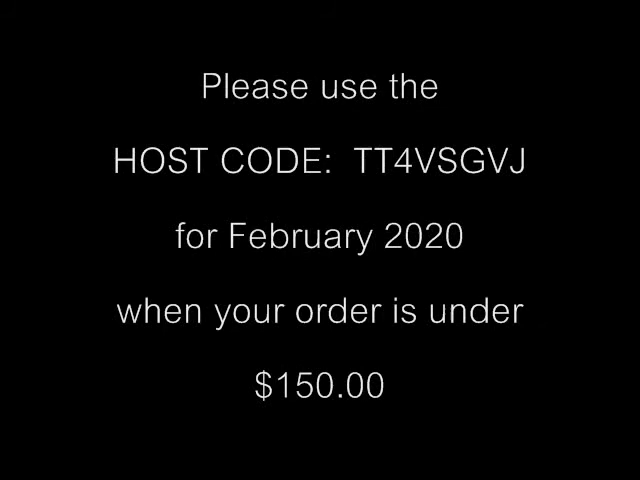 Please use the
HOST CODE:  TT4VSGVJ
for February 2020
when your order is under
$150.00